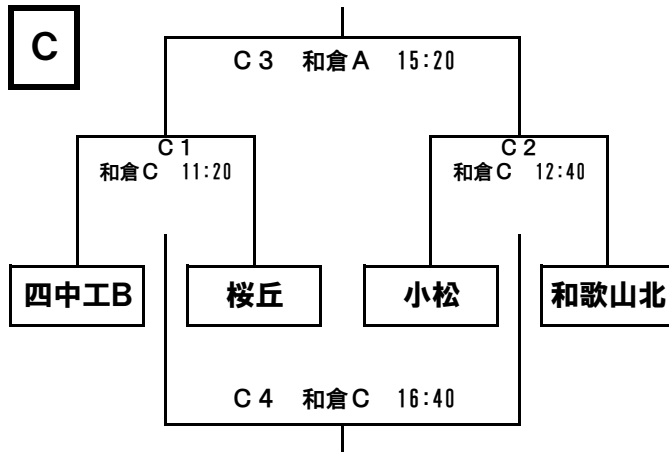 C
C3 和倉A 15:20
C1
和倉C 11:20
C2
和倉C 12:40
四中工B
桜丘
小松
和歌山北
C4 和倉C 16:40